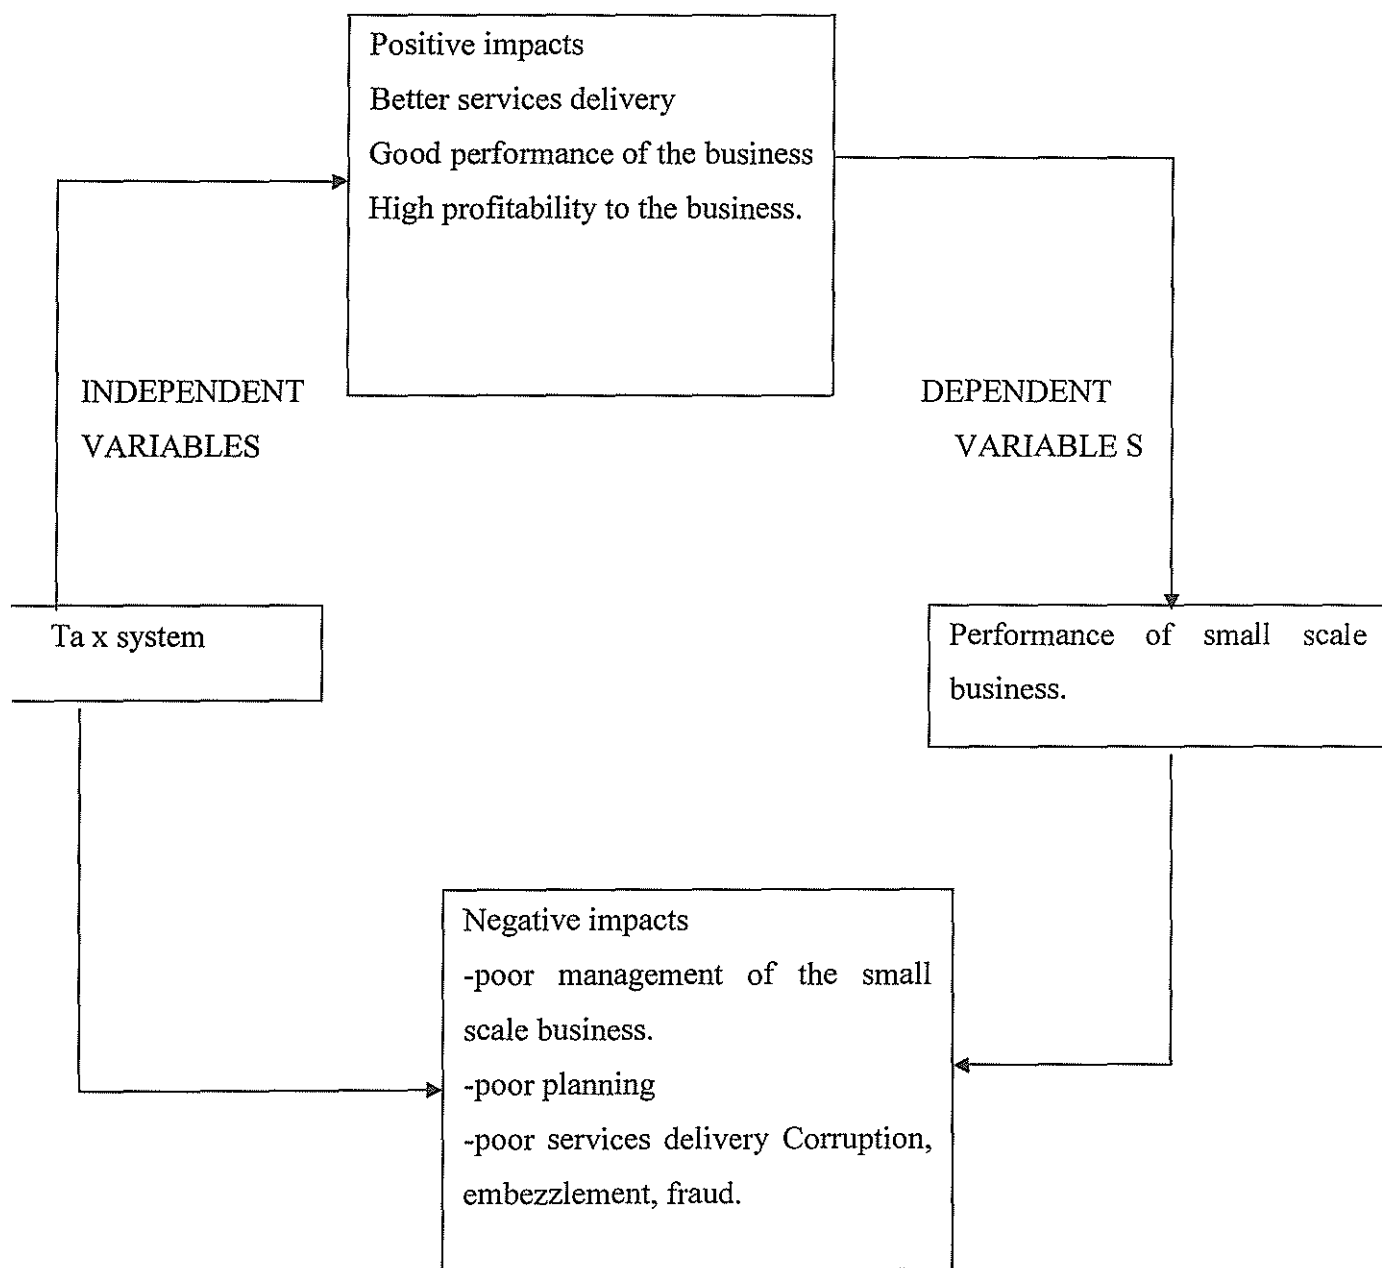 Positive impacts
Better services delivery
Good performance of the business
High profitability to the business.
INDEPENDENT
VARIABLES
DEPENDENT
VARIABLE S
Ta x system
Performance of small scale
business.
Negative impacts
-poor management of the small
scale business.
-poor planning
-poor services delivery Corruption,
embezzlement, fraud.